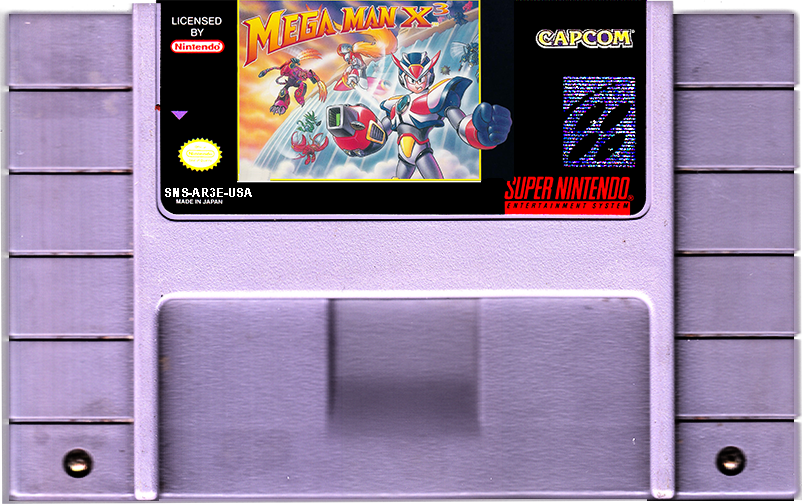 LICENSED
BY
Nintendo
MEGA MAN X3
CAPCOM
SNS-AR3E-USA
MADE IN JAPAN
SUPER NINTENDO
ENTERTAINMENT SYSTEM